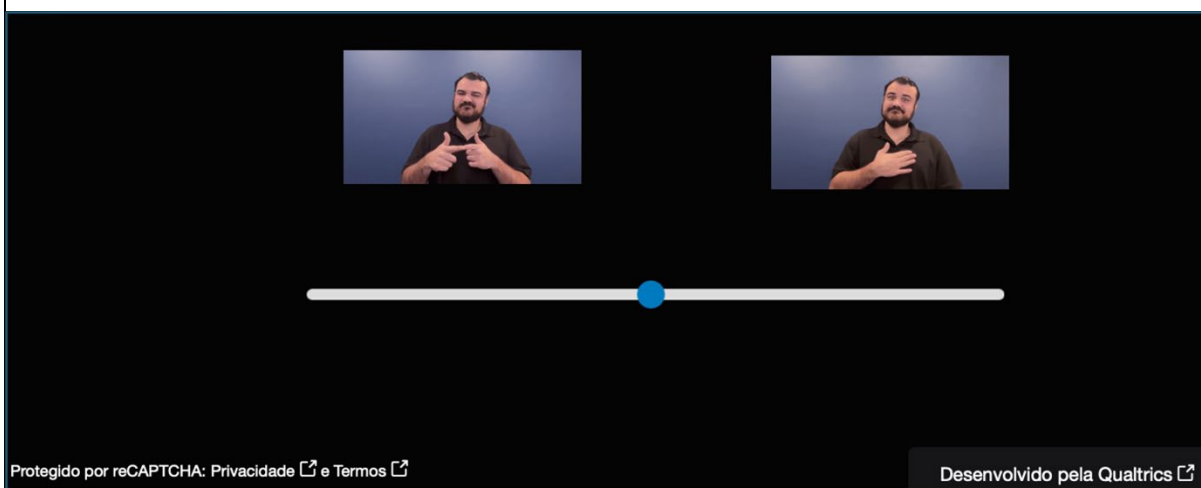 Protegido por reCAPTCHA: Privacidade e Termos
Desenvolvido pela Qualtrics